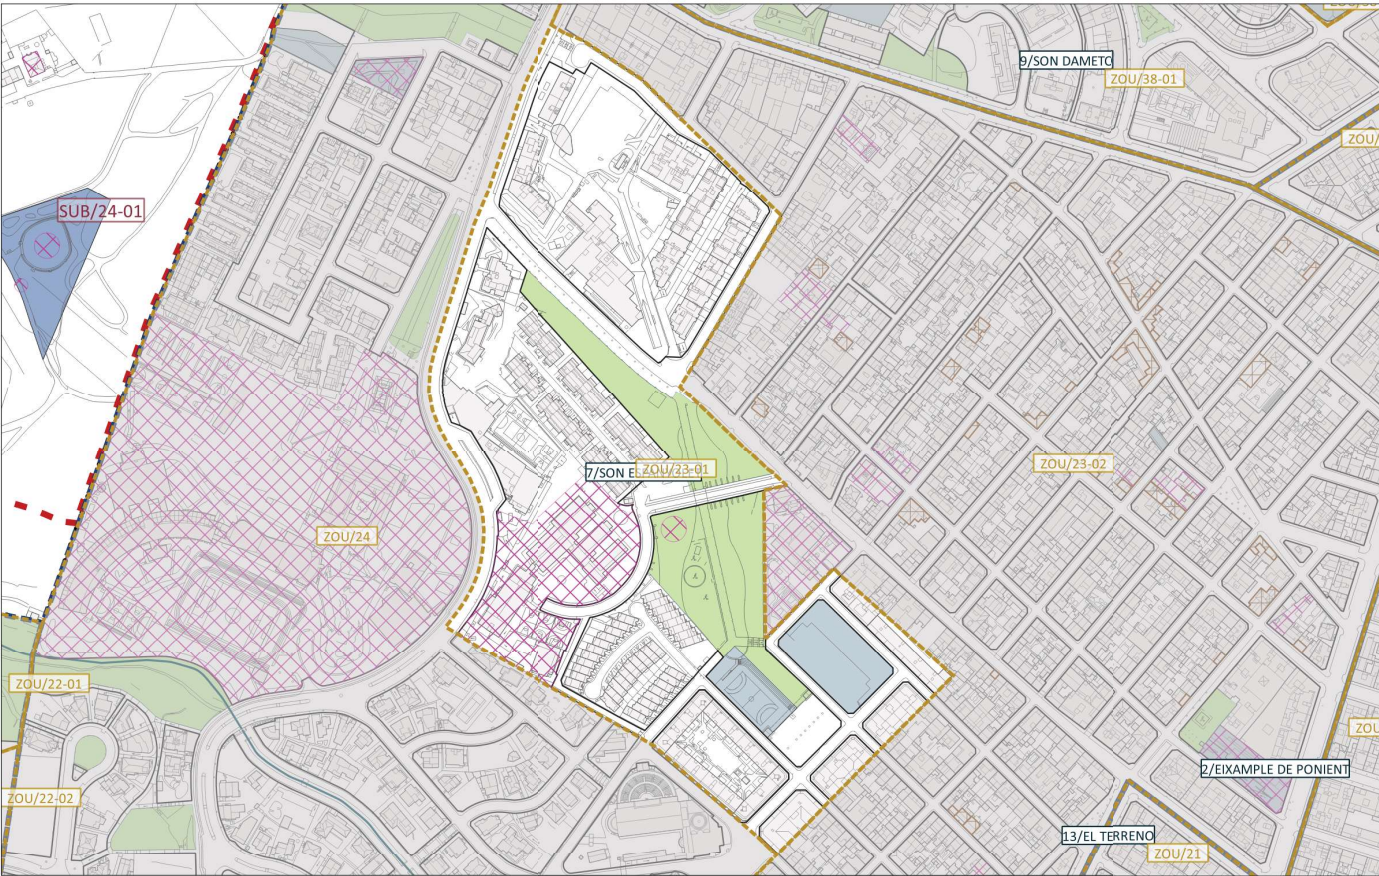 9/SON DAMETO
ZOU/38-01
ZOU/
SUB/24-01
7/SON E
ZOU/23-01
ZOU/23-02
ZOU/24
ZOU/22-01
ZOU
2/EIXAMPLE DE PONIENT
ZOU/22-02
13/EL TERRENO
ZOU/21